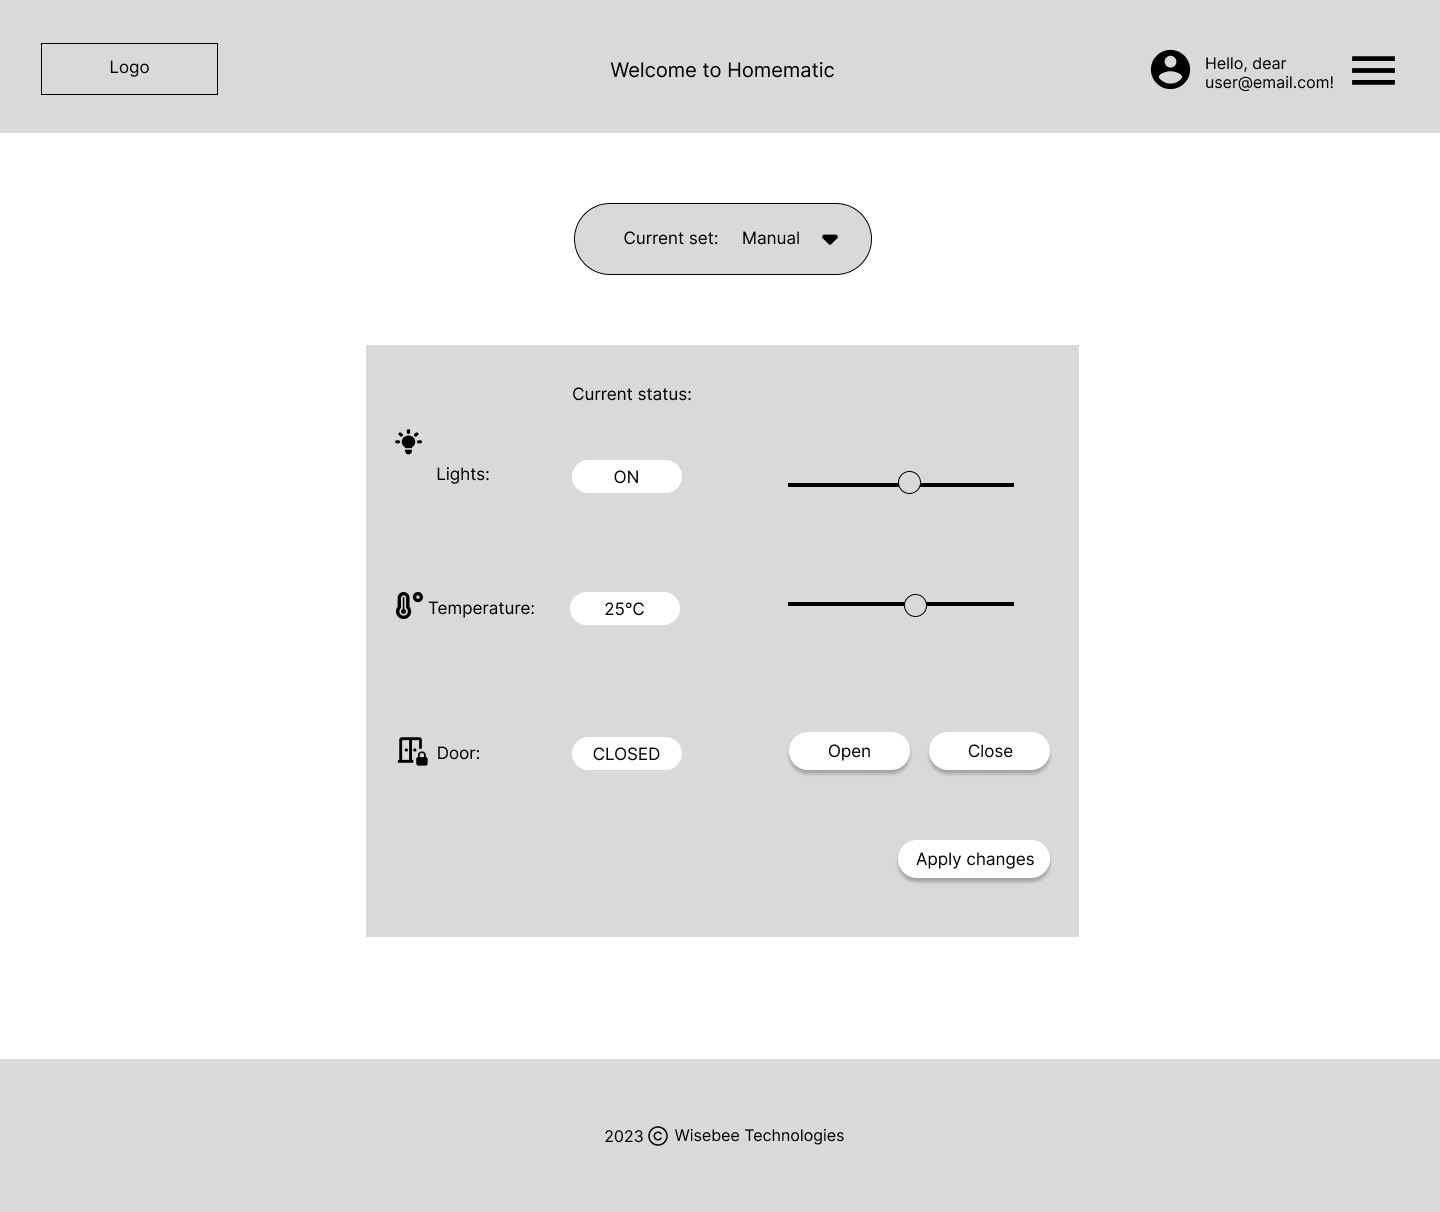 Logo
Welcome to Homematic
Hello, dear
user@email.com!
Current set: Manual
Current status:
Lights: ON
Temperature: 25°C
Door: CLOSED Open Close
Apply changes
2023 © Wisebee Technologies